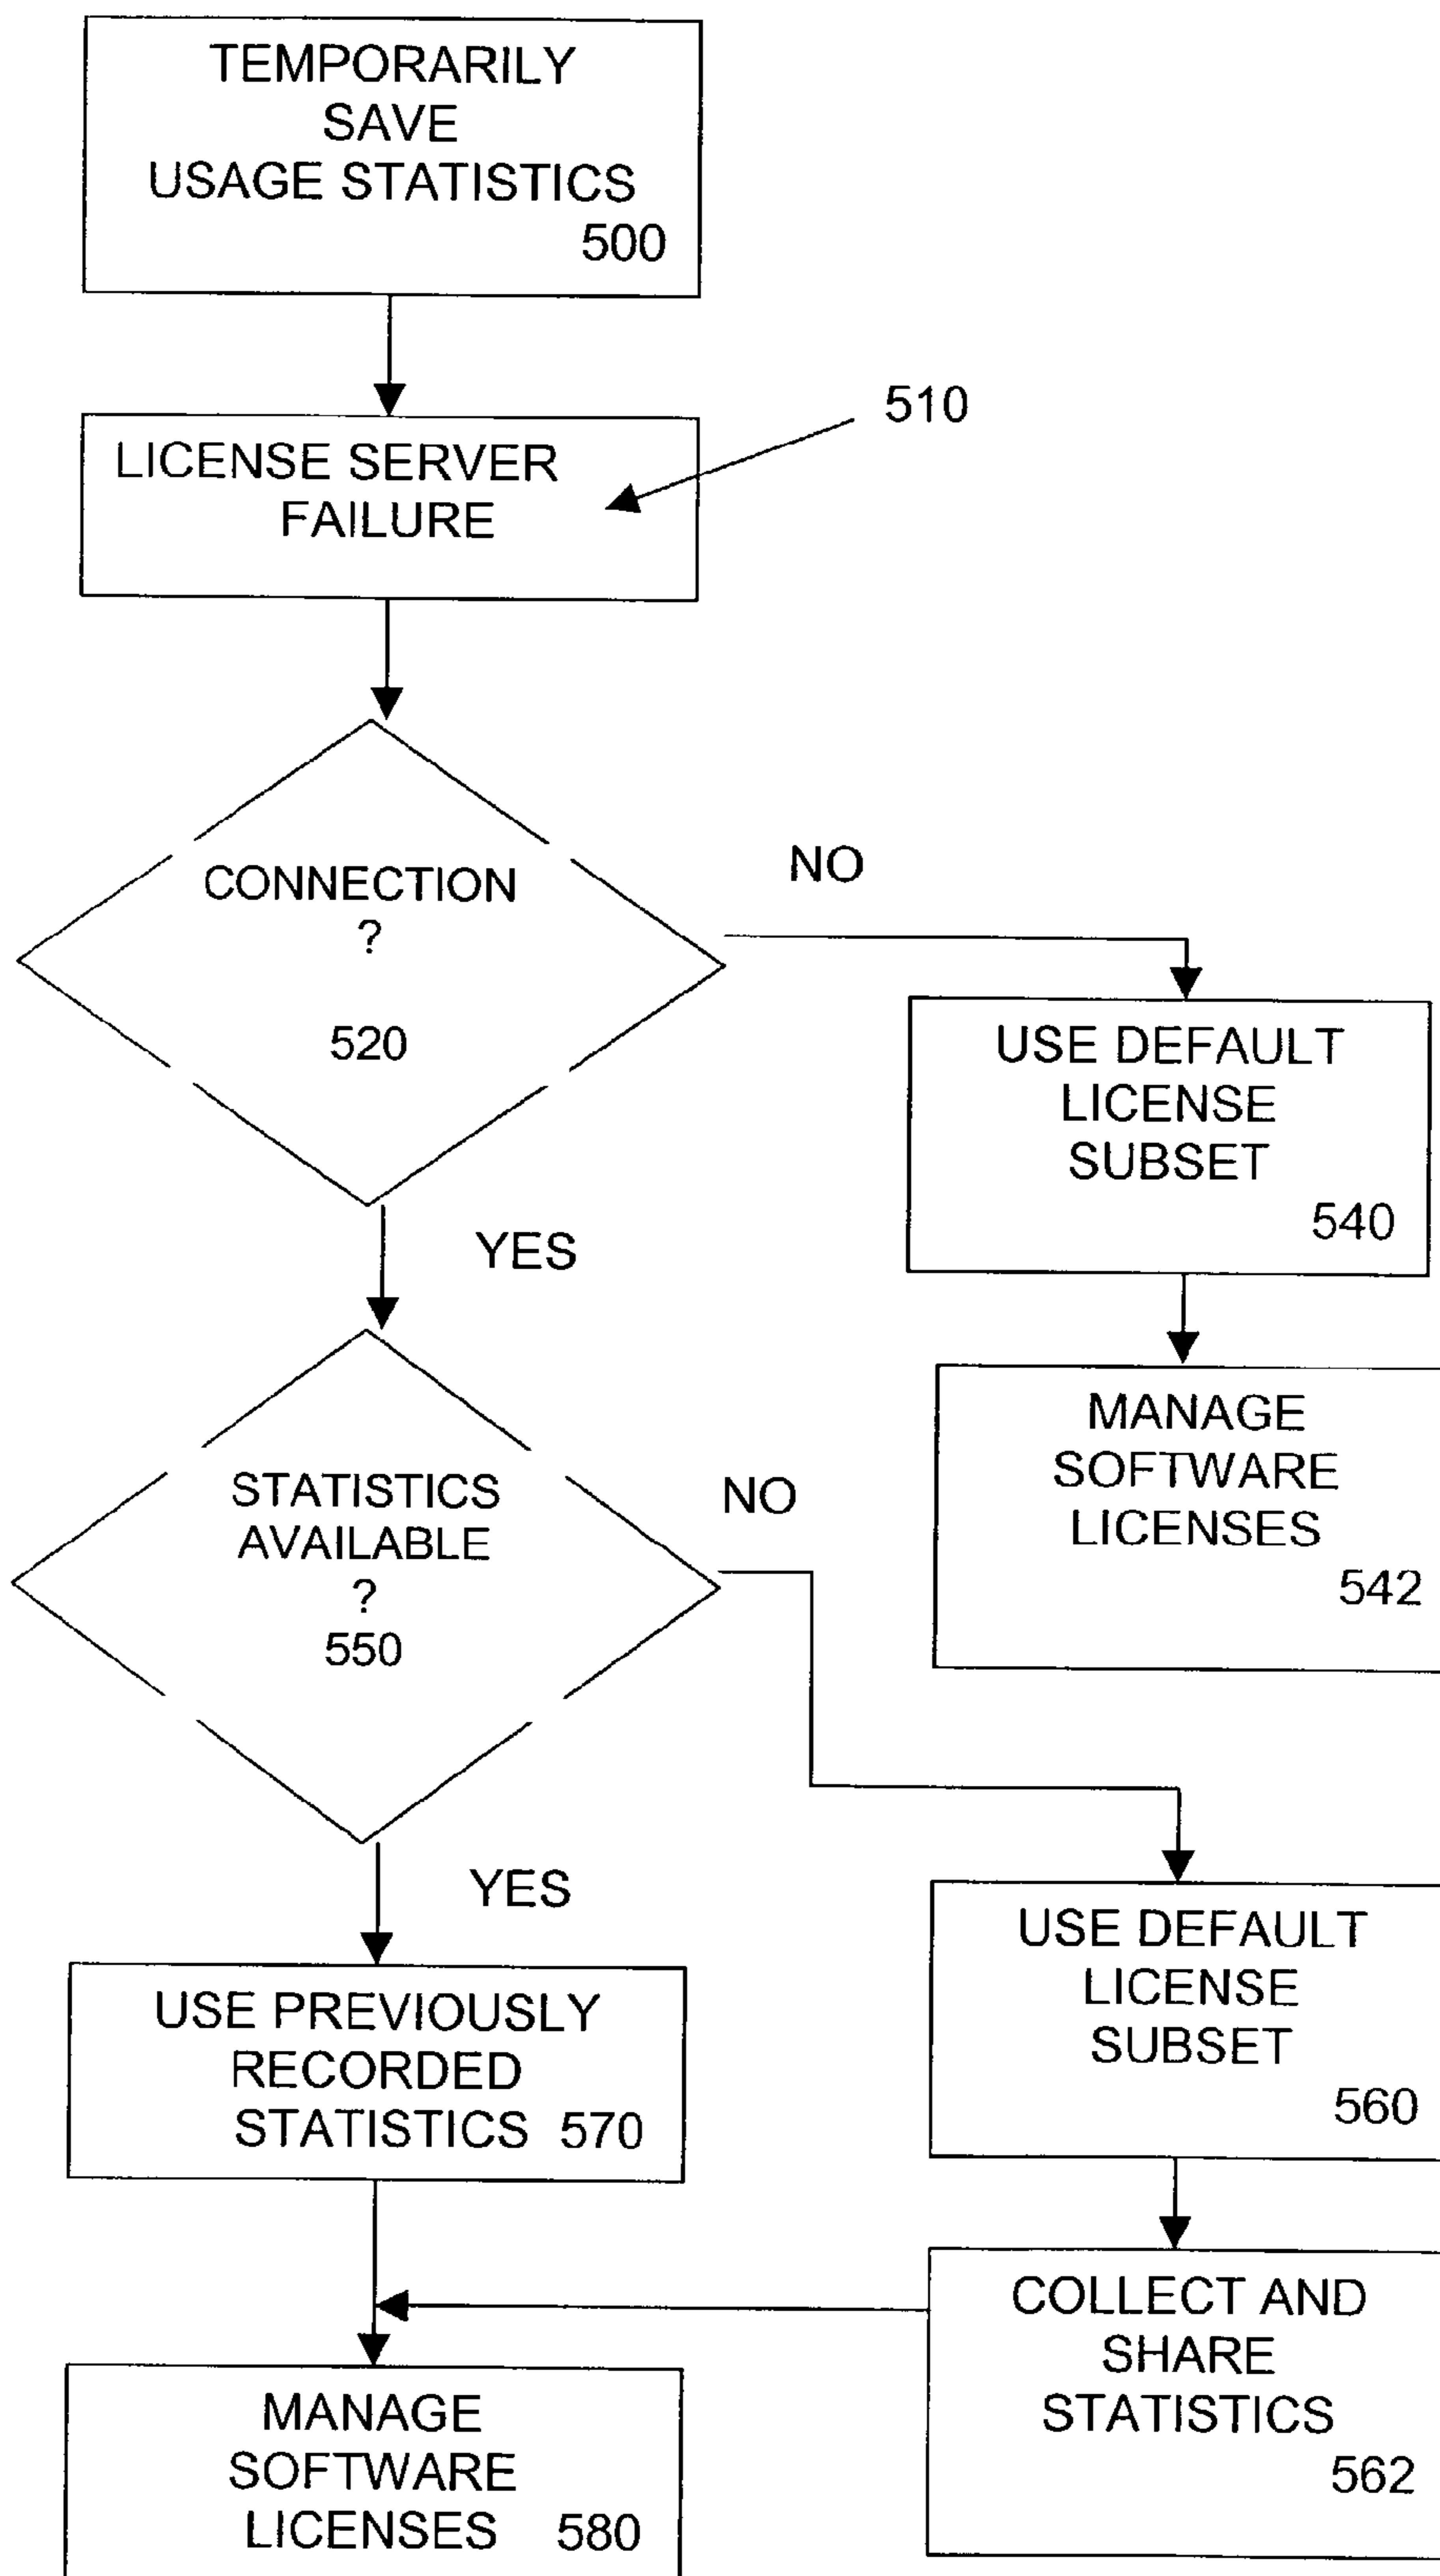 TEMPORARILY
SAVE
USAGE STATISTICS
500
510
LICENSE SERVER
FAILURE
NO
CONNECTION
?
520
USE DEFAULT
LICENSE
SUBSET
540
YES
MANAGE
SOFTWARE
LICENSES
542
STATISTICS
AVAILABLE
?
550
NO
YES
USE DEFAULT
LICENSE
SUBSET
560
USE PREVIOUSLY
RECORDED
STATISTICS 570
COLLECT AND
SHARE
STATISTICS
562
MANAGE
SOFTWARE
LICENSES 580